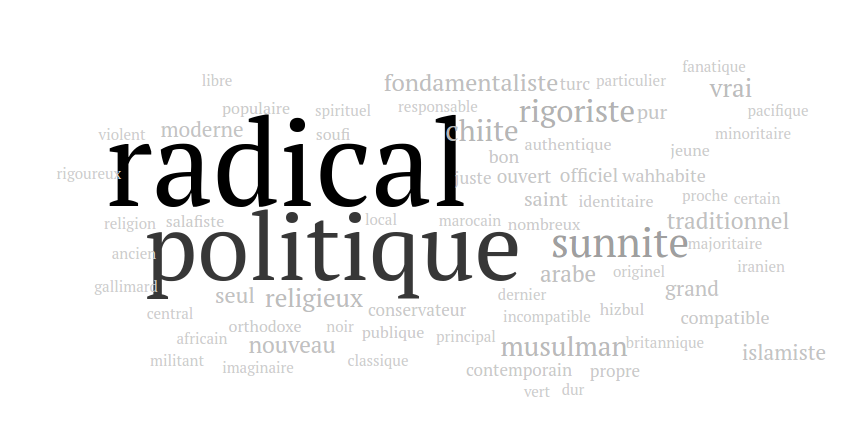 fanatique
libre
fondamentaliste turc particulier
vrai
populaire spirituel responsable
rigoriste pur pacifique
violent moderne soufi chiite
minoritaire
radical
bon authentique jeune
rigoureux
juste ouvert officiel wahhabite
saint identitaire proche certain
religion salafiste local marocain nombreux traditionnel
politique
sunnite majoritaire
ancien
arabe originel iranien
gallimard seul religieux dernier grand
central conservateur incompatible hizbul compatible
orthodoxe noir publique principal
africain nouveau musulman britannique
islamiste
militant imaginaire classique contemporain propre
vert dur